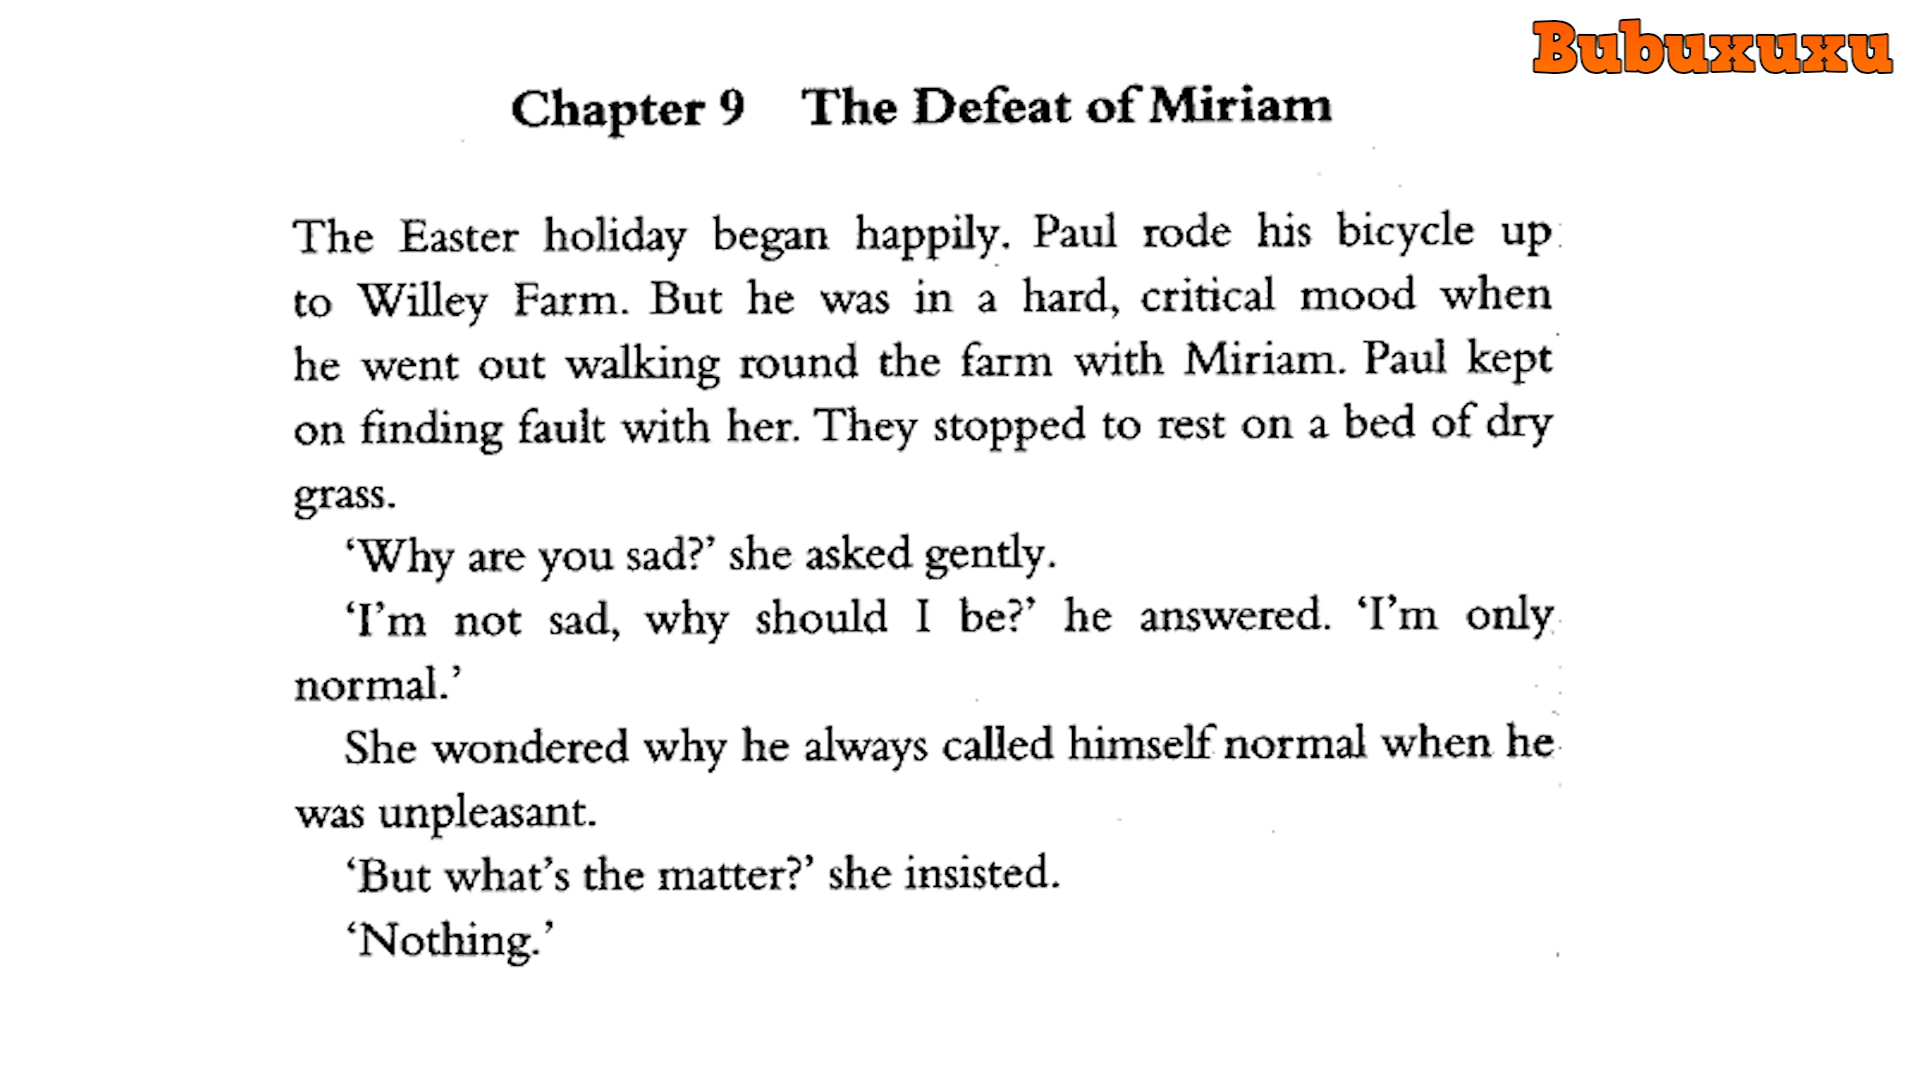 Bubuxuxu
Chapter 9 The Defeat of Miriam
The Easter holiday began happily. Paul rode his bicycle up
to Willey Farm. But he was in a hard, critical mood when
he went out walking round the farm with Miriam. Paul kept
on finding fault with her. They stopped to rest on a bed of dry
grass.
‘Why are you sad?’ she asked gently.
‘I’m not sad, why should I be?’ he answered. ‘I’m only
normal.’
She wondered why he always called himself normal when he
was unpleasant.
‘But what’s the matter?’ she insisted.
‘Nothing.’